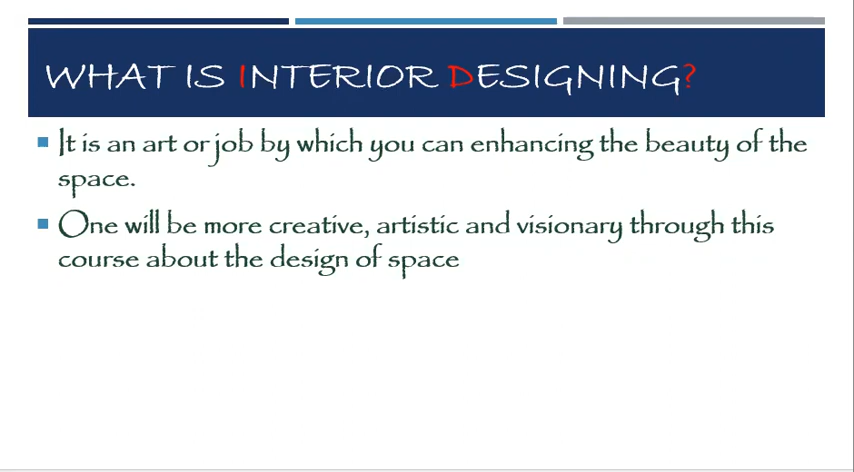 WHAT IS INTERIOR DESIGNING?
It is an art or job by which you can enhancing the beauty of the
space.
One will be more creative, artistic and visionary through this
course about the design of space